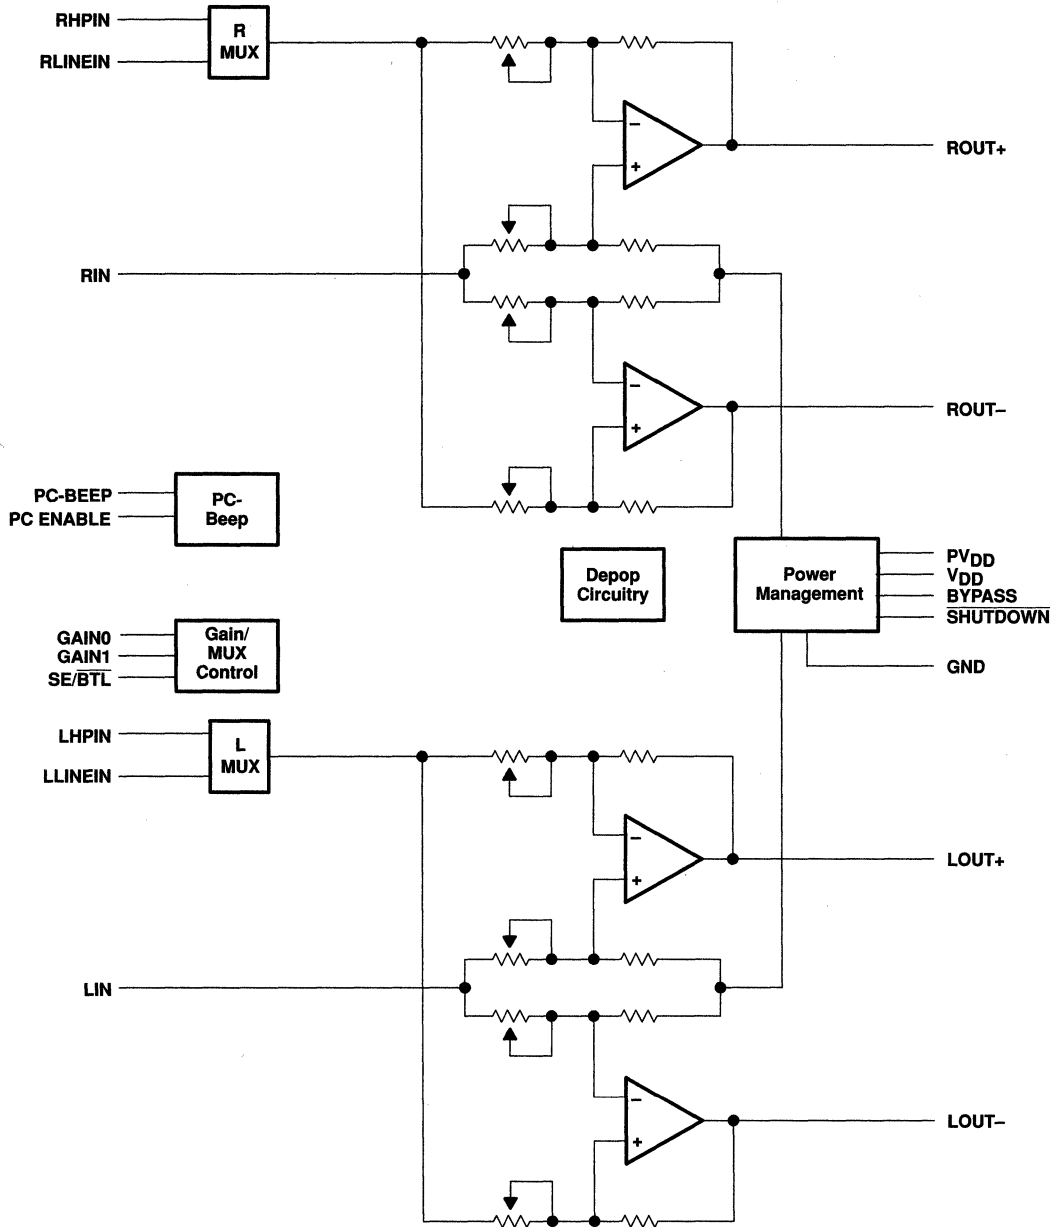 RHPIN
R
MUX
RLINEIN
–
+
ROUT+
RIN
–
+
ROUT–
PC-BEEP
PC ENABLE
PC-
Beep
Depop
Circuitry
Power
Management
PVDD
VDD
BYPASS
SHUTDOWN
GND
GAIN0
GAIN1
SE/BTL
Gain/
MUX
Control
LHPIN
L
MUX
LLINEIN
–
+
LOUT+
LIN
–
+
LOUT–